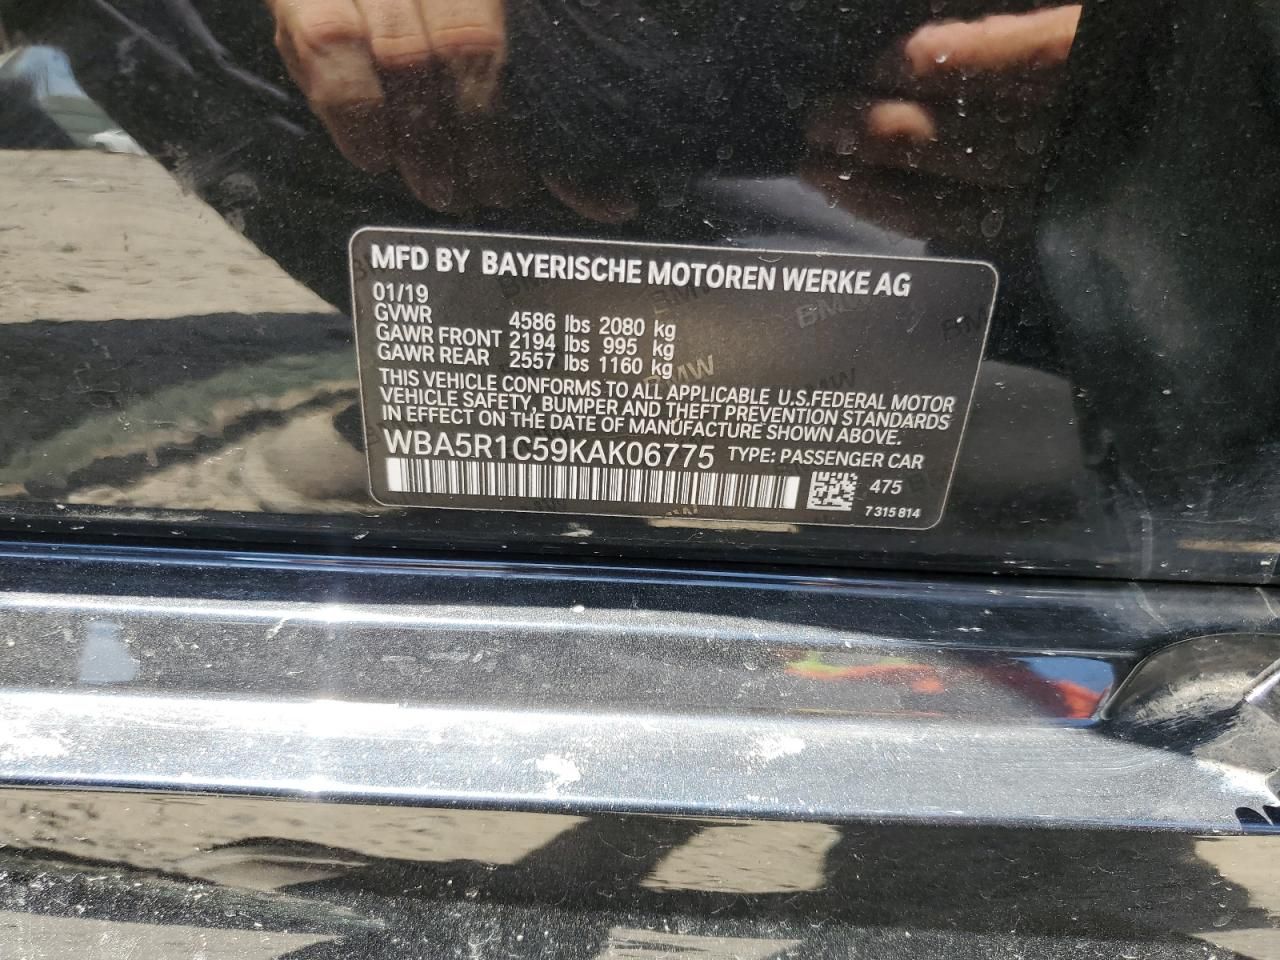 MFD BY BAYERISCHE MOTOREN WERKE AG
01/19
GVWR 4586 lbs 2080 kg
GAWR FRONT 2194 lbs 995 kg
GAWR REAR 2557 lbs 1160 kg
THIS VEHICLE CONFORMS TO ALL APPLICABLE U.S.FEDERAL MOTOR
VEHICLE SAFETY, BUMPER AND THEFT PREVENTION STANDARDS
IN EFFECT ON THE DATE OF MANUFACTURE SHOWN ABOVE.
WBA5R1C59KAK06775 TYPE: PASSENGER CAR
475
7 315 814